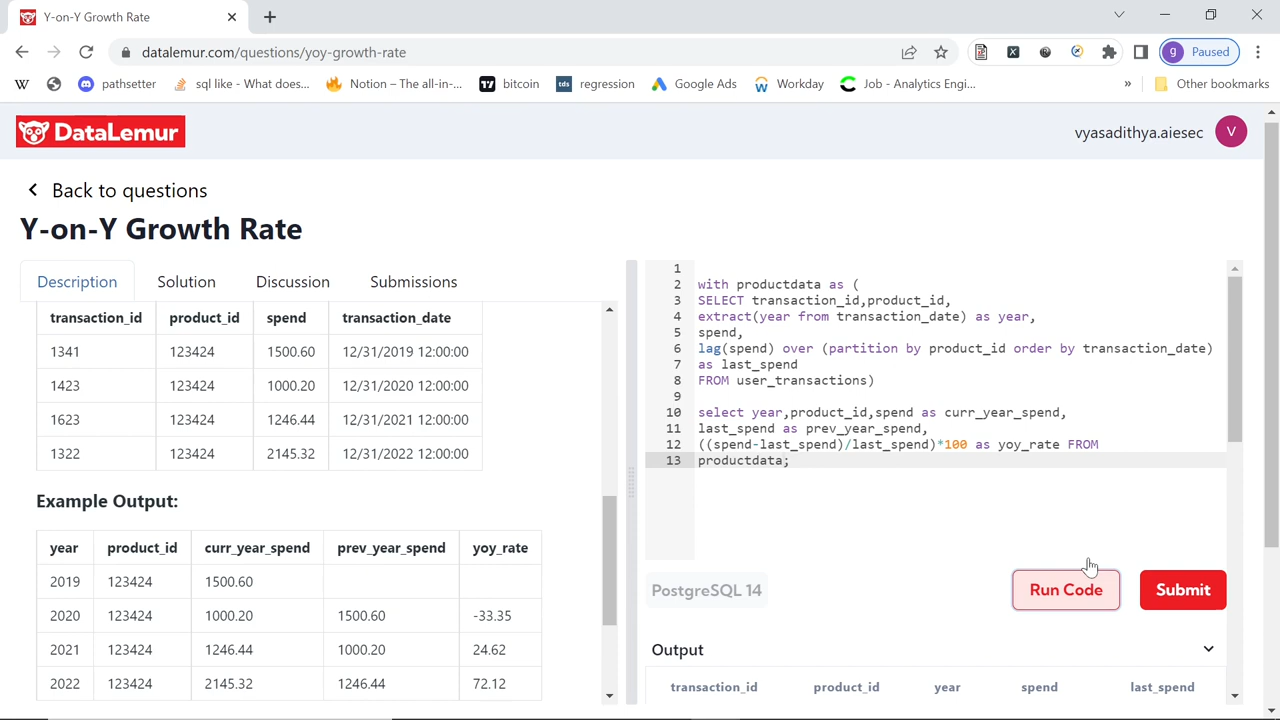 Y-on-Y Growth Rate
datalemur.com/questions/yoy-growth-rate
g Paused
W
pathsetter
sql like - What does...
Notion – The all-in-...
17 bitcoin
tds regression
Google Ads
Workday
Job - Analytics Engi...
»
Other bookmarks
DataLemur
vyasadithya.aiesec V
Back to questions
Y-on-Y Growth Rate
Description Solution Discussion Submissions
transaction_id product_id spend transaction_date
1341 123424 1500.60 12/31/2019 12:00:00
1423 123424 1000.20 12/31/2020 12:00:00
1623 123424 1246.44 12/31/2021 12:00:00
1322 123424 2145.32 12/31/2022 12:00:00
Example Output:
year product_id curr_year_spend prev_year_spend yoy_rate
2019 123424 1500.60
2020 123424 1000.20 1500.60 -33.35
2021 123424 1246.44 1000.20 24.62
2022 123424 2145.32 1246.44 72.12
1
2 with productdata as (
3 SELECT transaction_id,product_id,
4 extract(year from transaction_date) as year,
5 spend,
6 lag(spend) over (partition by product_id order by transaction_date)
7 as last_spend
8 FROM user_transactions)
9
10 select year,product_id,spend as curr_year_spend,
11 last_spend as prev_year_spend,
12 ((spend-last_spend)/last_spend)*100 as yoy_rate FROM
13 productdata;
PostgreSQL 14
Run Code
Submit
Output
transaction_id product_id year spend last_spend